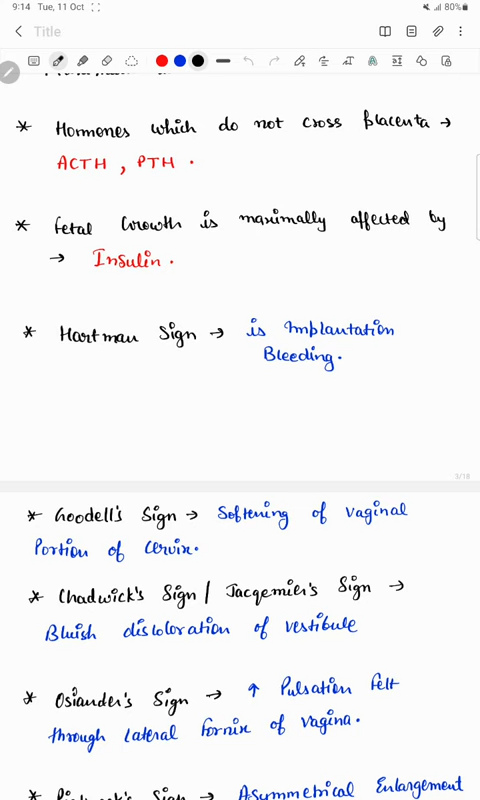 9:14 Tue, 11 Oct
80%
Title
* Hormones which do not cross placenta →
ACTH , PTH .
* Fetal Growth is maximally affected by
→ Insulin .
* Hartman Sign → is Implantation
Bleeding.
3/18
* Goodell's Sign → Softening of vaginal
Portion of cervix.
* Chadwick's Sign / Jacqemier's Sign →
Bluish discoloration of vestibule
* Osiander's Sign → ↑ Pulsation felt
through Lateral fornix of vagina.
* Sign → Asymmetrical Enlargement